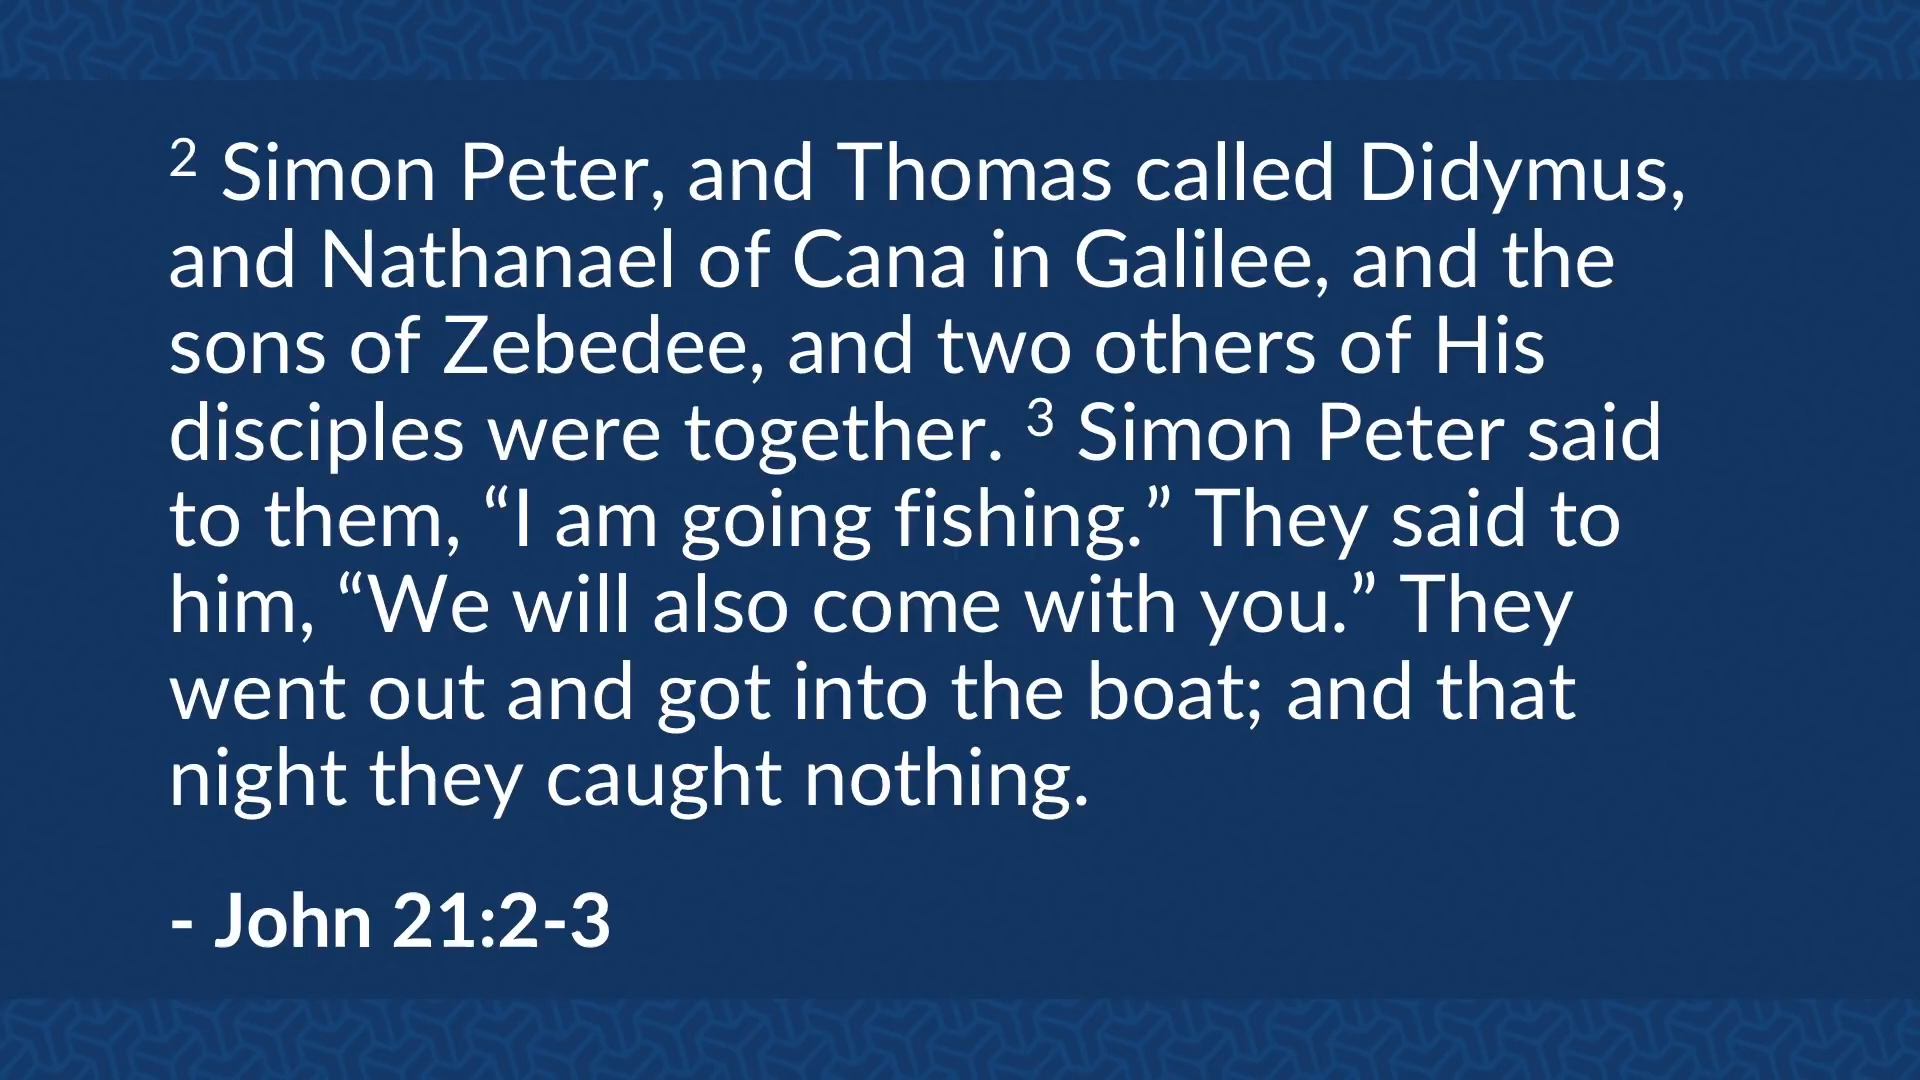 2 Simon Peter, and Thomas called Didymus,
and Nathanael of Cana in Galilee, and the
sons of Zebedee, and two others of His
disciples were together. 3 Simon Peter said
to them, “I am going fishing.” They said to
him, “We will also come with you.” They
went out and got into the boat; and that
night they caught nothing.
- John 21:2-3